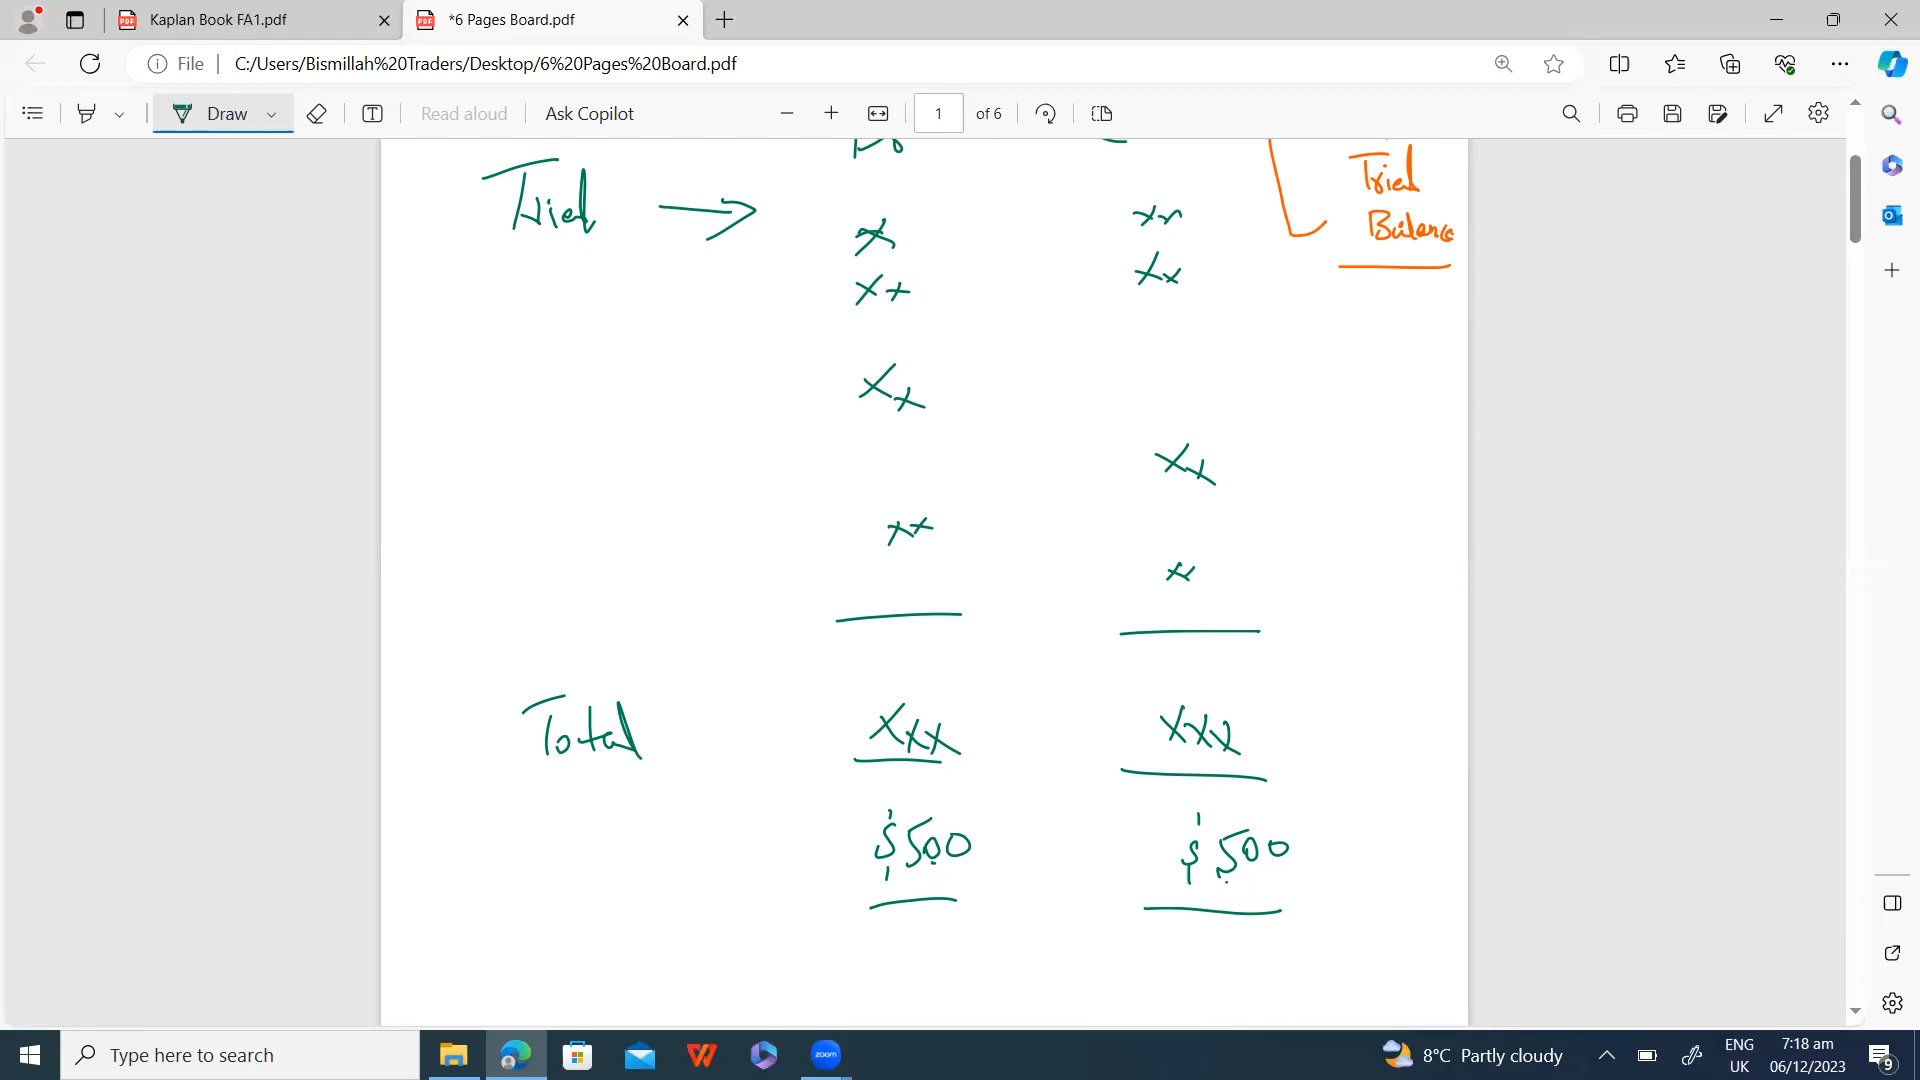 Kaplan Book FA1.pdf
*6 Pages Board.pdf
File
C:/Users/Bismillah%20Traders/Desktop/6%20Pages%20Board.pdf
Draw
Read aloud
Ask Copilot
1 of 6
Trial
Trial
Balance
xx
x
xx
xx
xx
xx
xx
xx
Total
xxx
xxx
$500
$500
Type here to search
zoom
8°C Partly cloudy
ENG
UK
7:18 am
06/12/2023
9